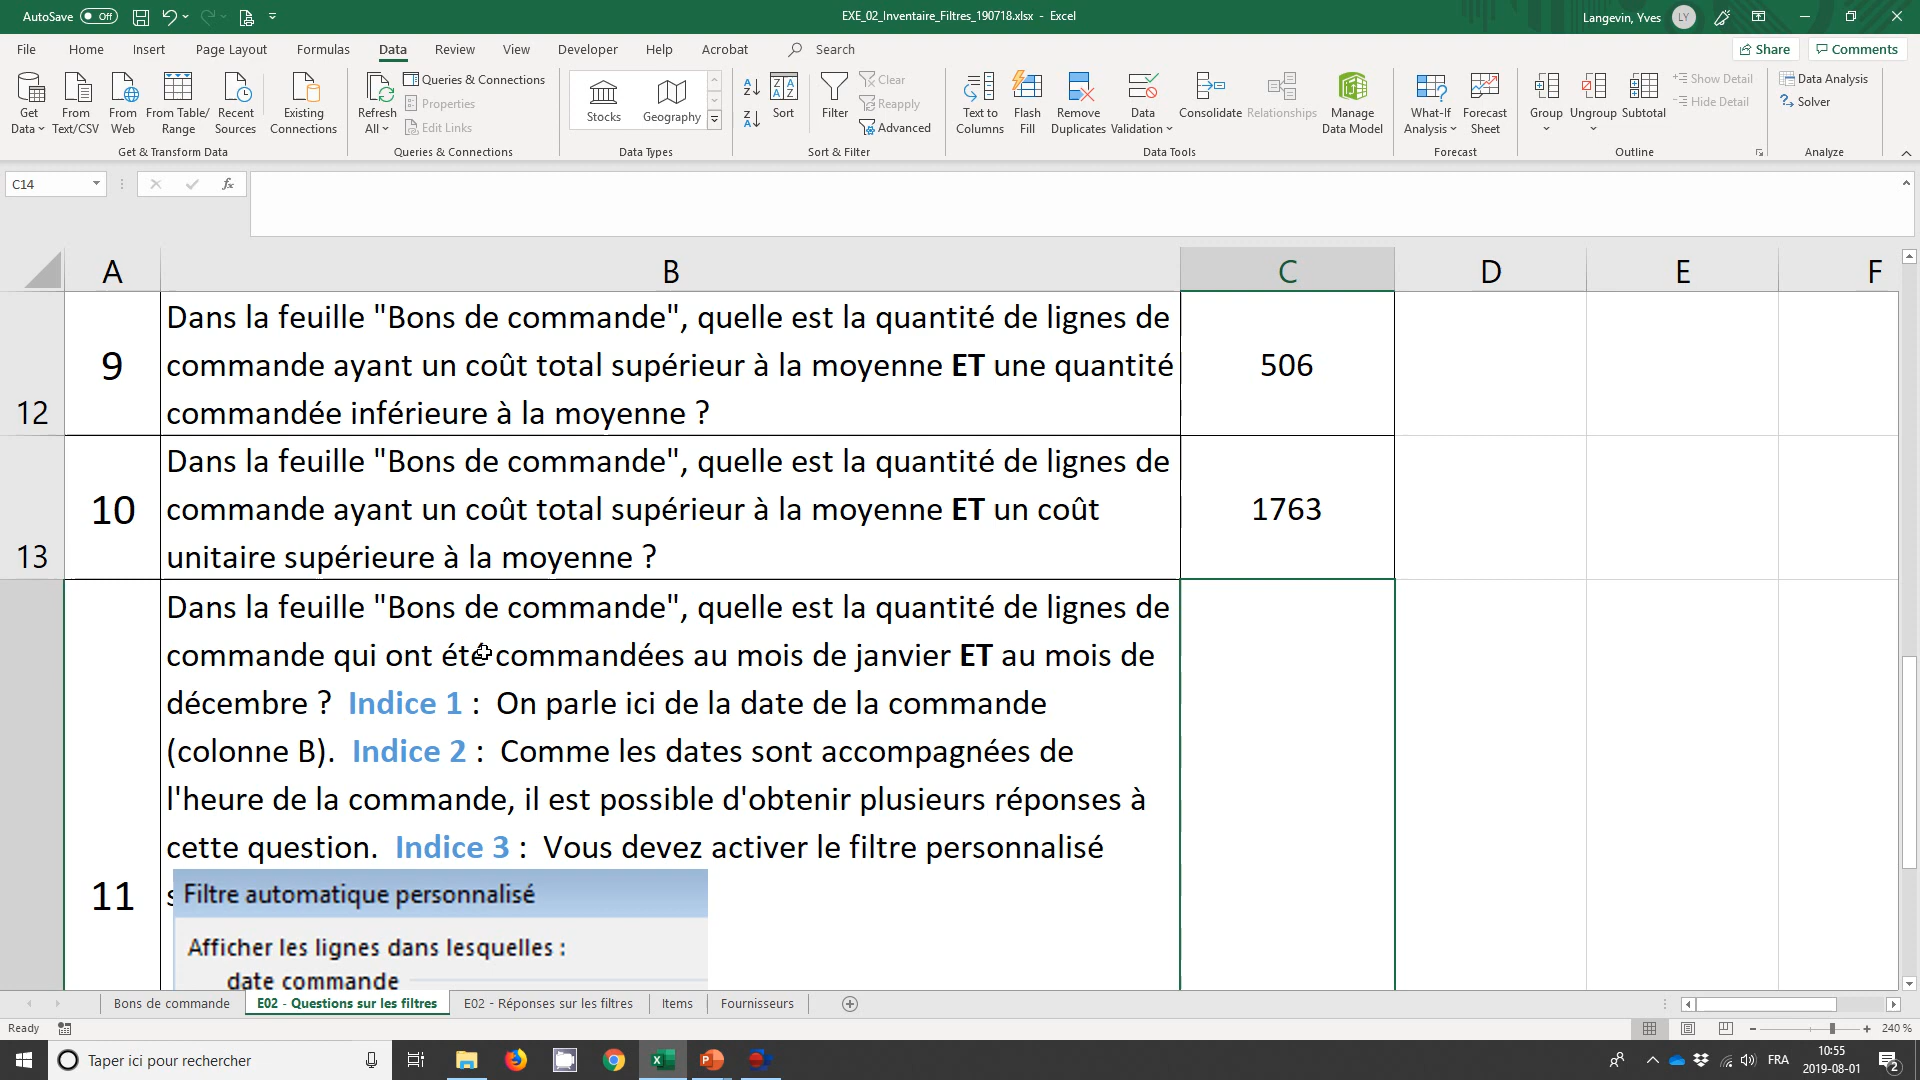 AutoSave Off
EXE_02_Inventaire_Filtres_190718.xlsx - Excel
Langevin, Yves LY
File Home Insert Page Layout Formulas Data Review View Developer Help Acrobat Search
Share Comments
Get Data
From Text/CSV
From Web
From Table/ Range
Recent Sources
Existing Connections
Get & Transform Data
Refresh All
Queries & Connections
Properties
Edit Links
Queries & Connections
Stocks
Geography
Data Types
Sort
Filter
Clear
Reapply
Advanced
Sort & Filter
Text to Columns
Flash Fill
Remove Duplicates
Data Validation
Consolidate
Relationships
Manage Data Model
Data Tools
What-If Analysis
Forecast Sheet
Forecast
Group
Ungroup
Subtotal
Show Detail
Hide Detail
Outline
Data Analysis
Solver
Analyze
C14
fx
A B C D E F
12
9
Dans la feuille "Bons de commande", quelle est la quantité de lignes de
commande ayant un coût total supérieur à la moyenne ET une quantité
commandée inférieure à la moyenne ?
506
13
10
Dans la feuille "Bons de commande", quelle est la quantité de lignes de
commande ayant un coût total supérieur à la moyenne ET un coût
unitaire supérieure à la moyenne ?
1763
11
Dans la feuille "Bons de commande", quelle est la quantité de lignes de
commande qui ont été commandées au mois de janvier ET au mois de
décembre ? Indice 1 : On parle ici de la date de la commande
(colonne B). Indice 2 : Comme les dates sont accompagnées de
l'heure de la commande, il est possible d'obtenir plusieurs réponses à
cette question. Indice 3 : Vous devez activer le filtre personnalisé
Filtre automatique personnalisé
Afficher les lignes dans lesquelles :
date commande
Bons de commande E02 - Questions sur les filtres E02 - Réponses sur les filtres Items Fournisseurs
Ready
240 %
Taper ici pour rechercher
FRA
10:55
2019-08-01
2